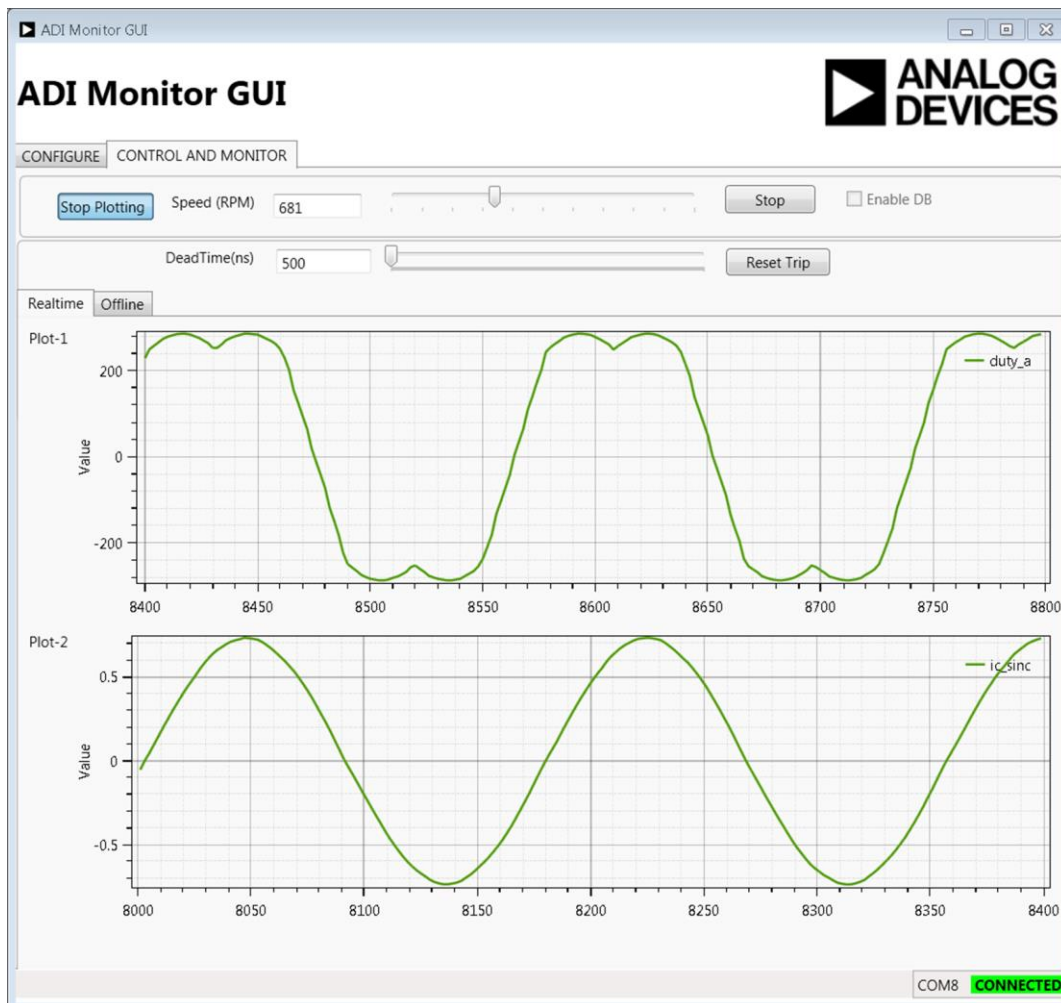 ADI Monitor GUI
ADI Monitor GUI
ANALOG
DEVICES
CONFIGURE CONTROL AND MONITOR
Stop Plotting Speed (RPM) 681 Stop Enable DB
DeadTime(ns) 500 Reset Trip
Realtime Offline
Plot-1
duty_a
200
Value
0
-200
8400 8450 8500 8550 8600 8650 8700 8750 8800
Plot-2
ic_sinc
0.5
Value
0
-0.5
8000 8050 8100 8150 8200 8250 8300 8350 8400
COM8 CONNECTED